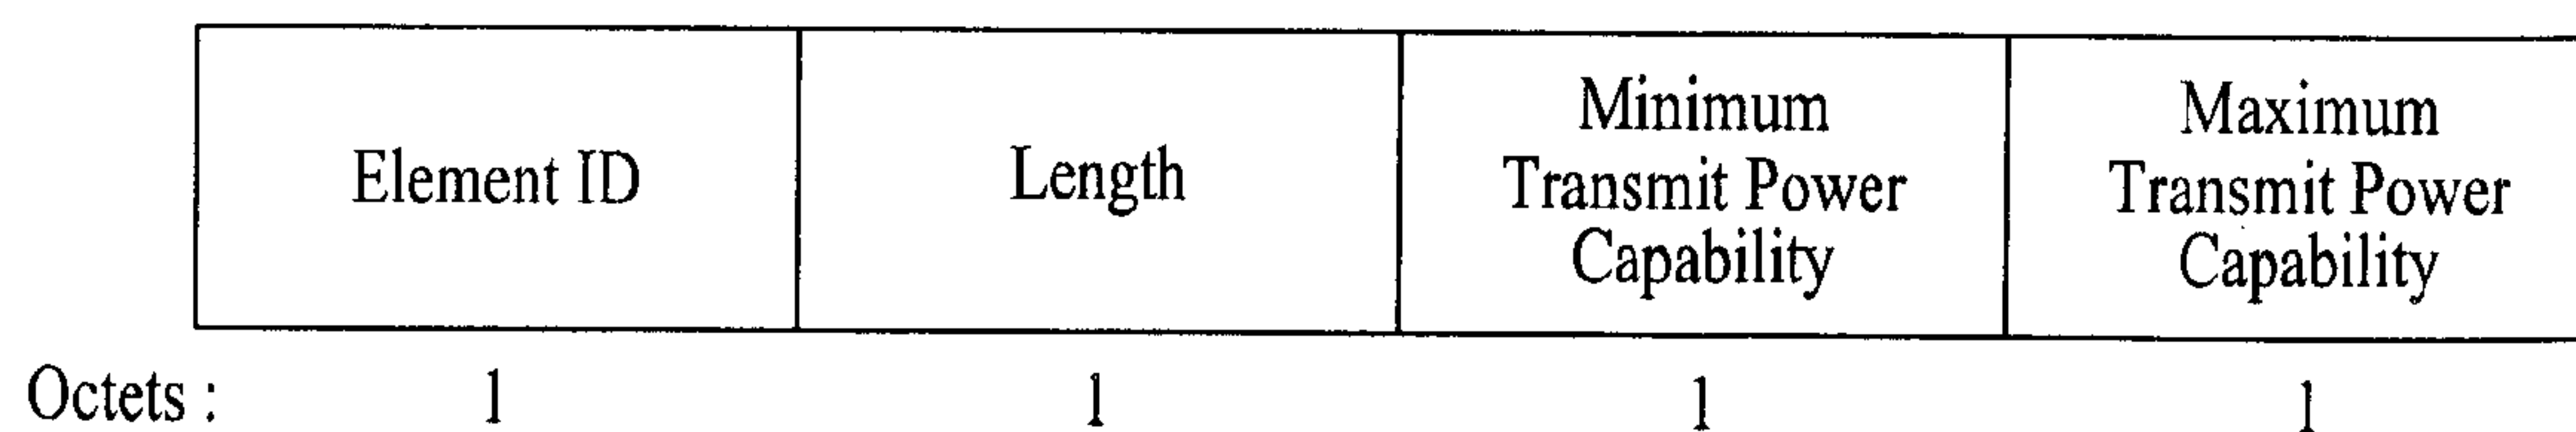 Element ID
Length
Minimum
Transmit Power
Capability
Maximum
Transmit Power
Capability
Octets : 1 1 1 1